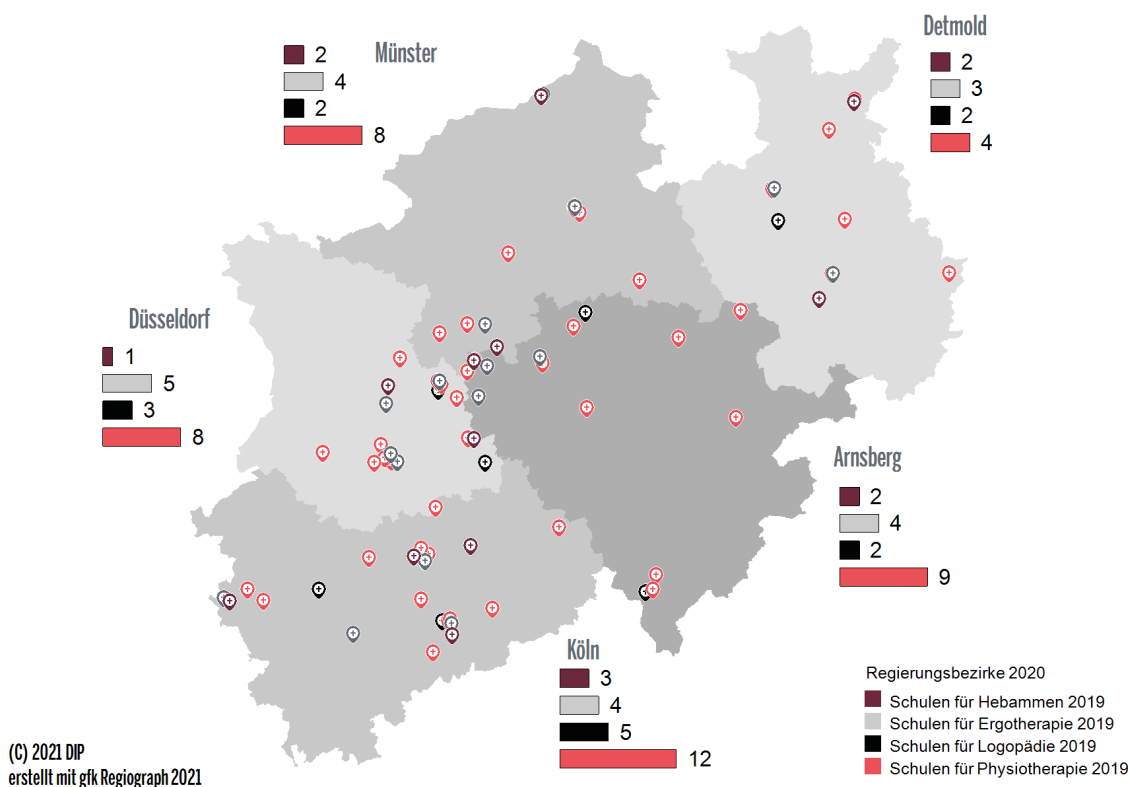 Münster
2
4
2
8
Detmold
2
3
2
4
Düsseldorf
1
5
3
8
Arnsberg
2
4
2
9
Köln
3
4
5
12
Regierungsbezirke 2020
Schulen für Hebammen 2019
Schulen für Ergotherapie 2019
Schulen für Logopädie 2019
Schulen für Physiotherapie 2019
(C) 2021 DIP
erstellt mit gfk Regiograph 2021